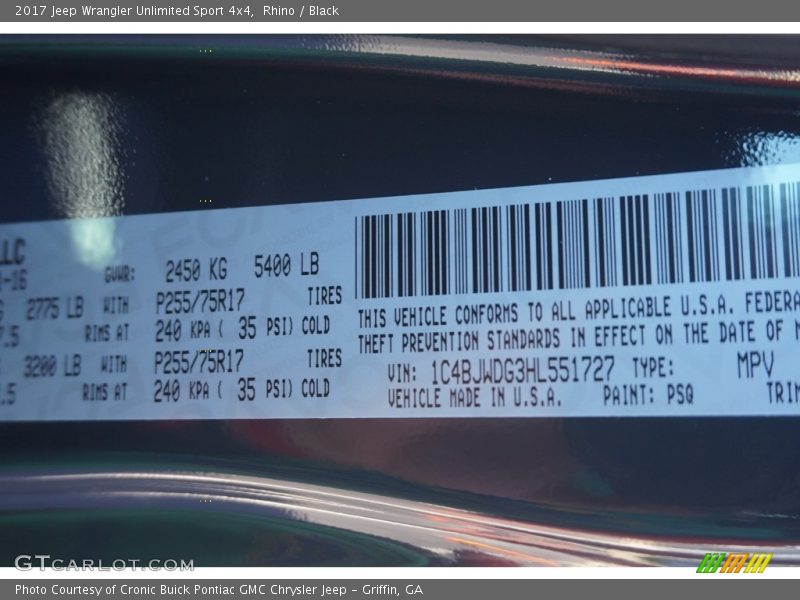 2017 Jeep Wrangler Unlimited Sport 4x4,  Rhino / Black
LLC
-16 GVWR: 2450 KG 5400 LB
2775 LB WITH P255/75R17 TIRES
7.5 RIMS AT 240 KPA ( 35 PSI) COLD
3200 LB WITH P255/75R17 TIRES
.5 RIMS AT 240 KPA ( 35 PSI) COLD
THIS VEHICLE CONFORMS TO ALL APPLICABLE U.S.A. FEDERA
THEFT PREVENTION STANDARDS IN EFFECT ON THE DATE OF
VIN: 1C4BJWDG3HL551727 TYPE: MPV
VEHICLE MADE IN U.S.A. PAINT: PSQ TRIM
GTCARLOT.COM
Photo Courtesy of Cronic Buick Pontiac GMC Chrysler Jeep - Griffin, GA